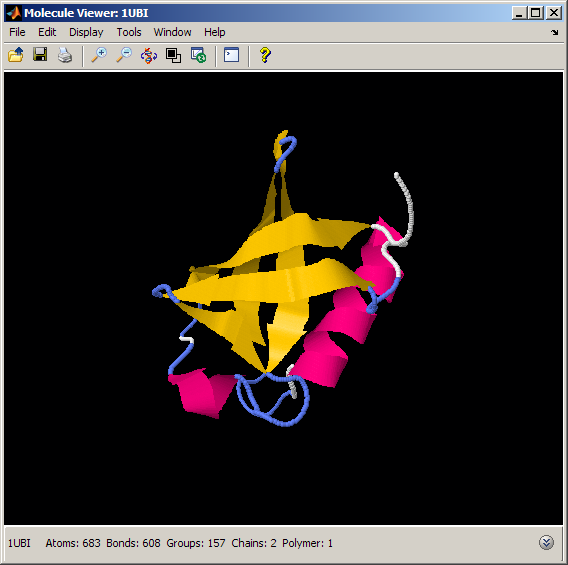 Molecule Viewer: 1UBI
File Edit Display Tools Window Help
1UBI Atoms: 683 Bonds: 608 Groups: 157 Chains: 2 Polymer: 1